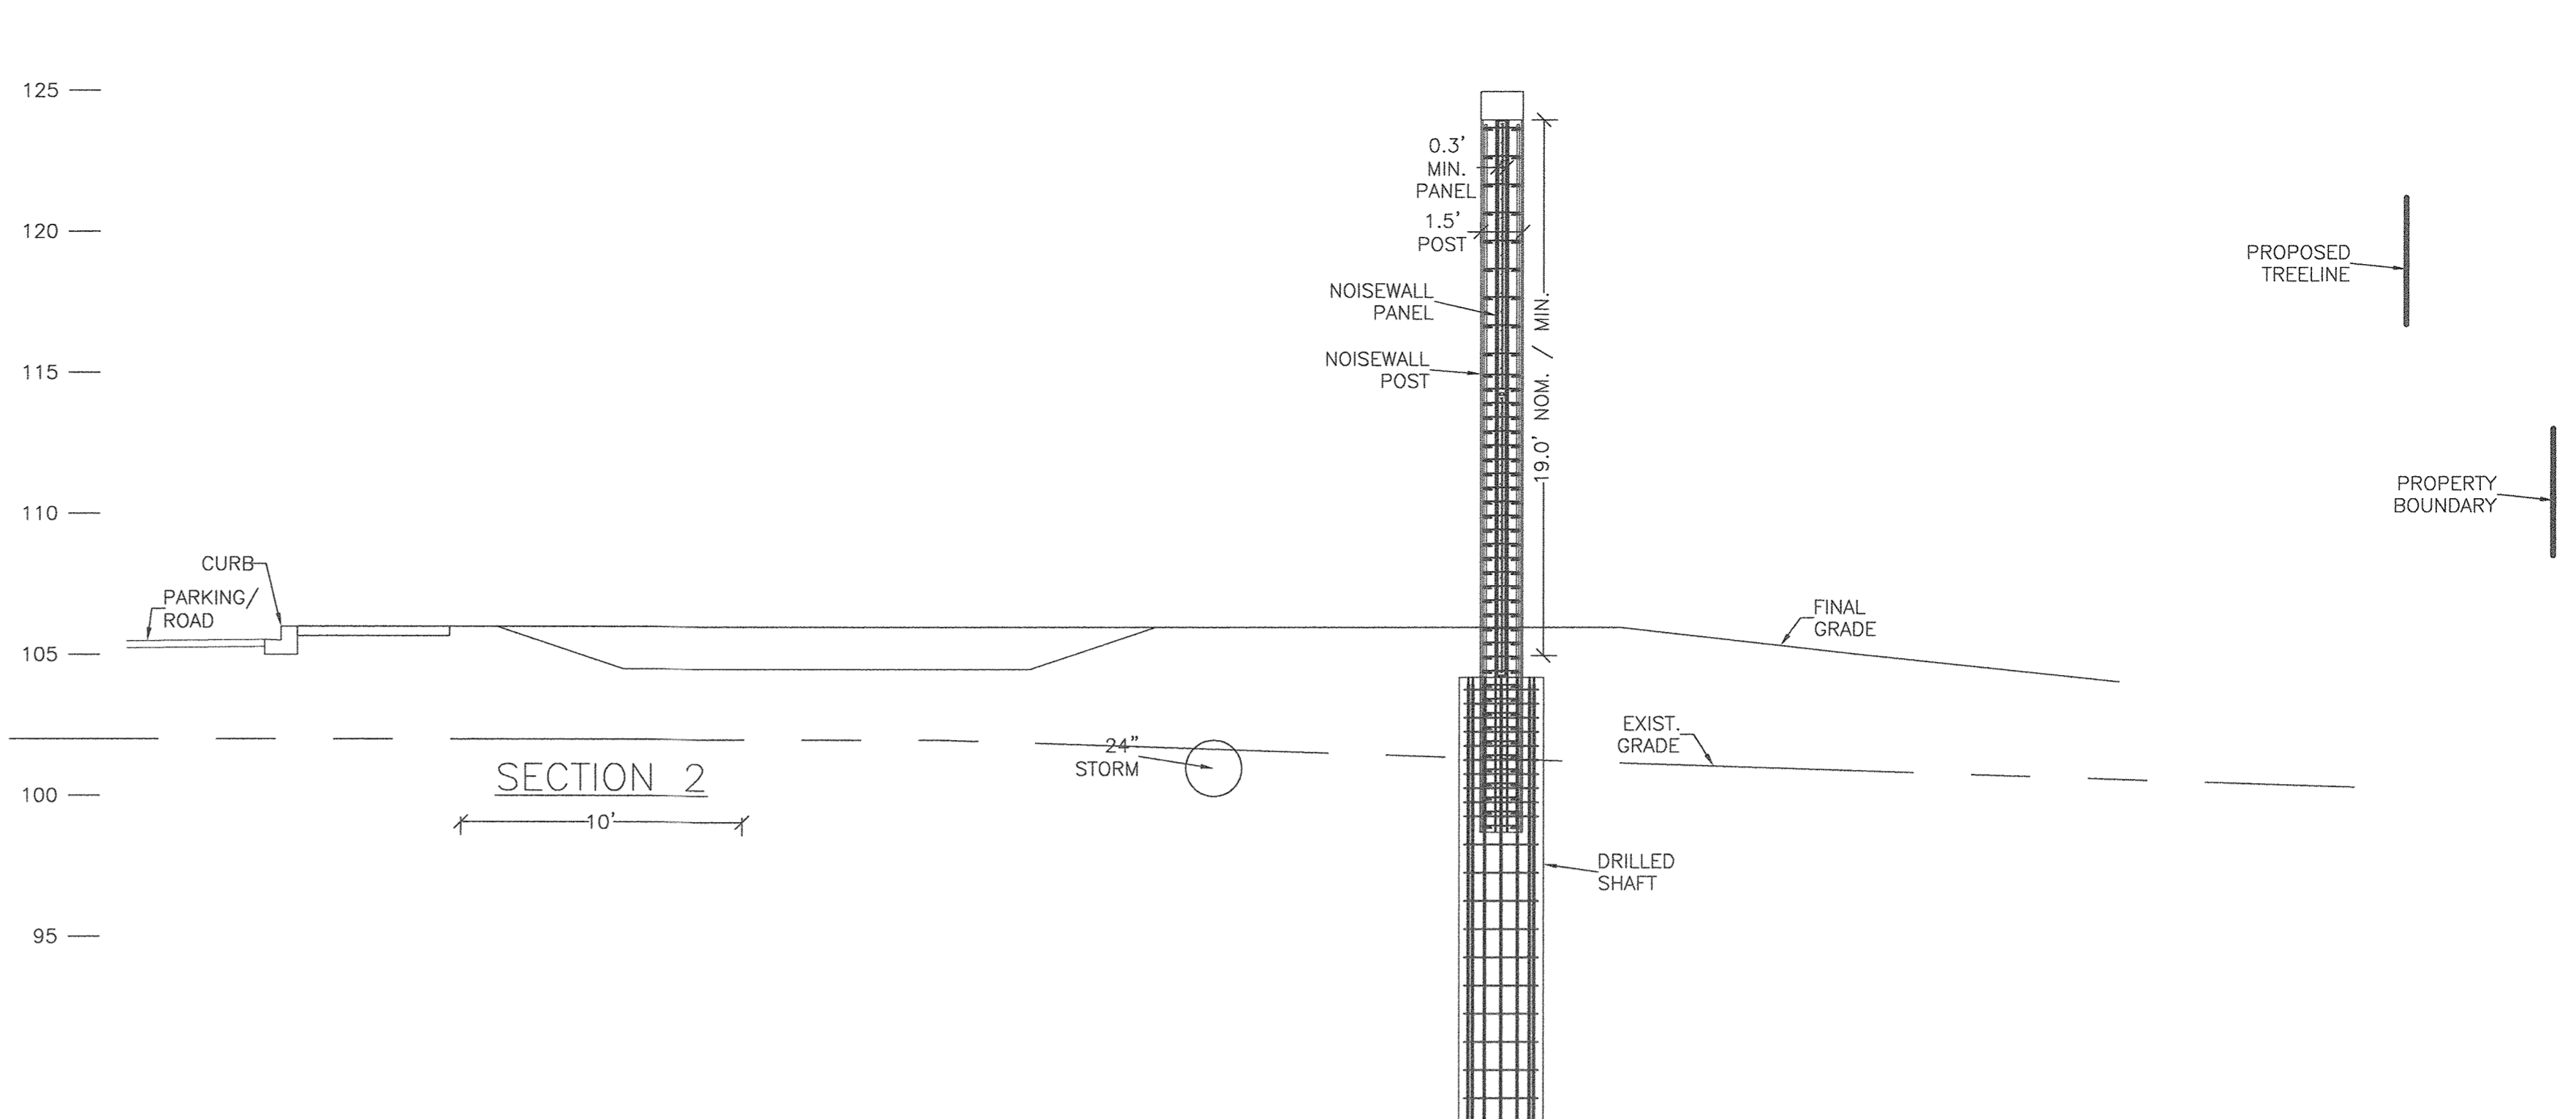 125
120
115
110
105
100
95
0.3'
MIN.
PANEL
1.5'
POST
NOISEWALL
PANEL
NOISEWALL
POST
19.0' NOM. / MIN.
PROPOSED
TREELINE
PROPERTY
BOUNDARY
CURB
PARKING/
ROAD
FINAL
GRADE
EXIST.
GRADE
24"
STORM
SECTION 2
10'
DRILLED
SHAFT